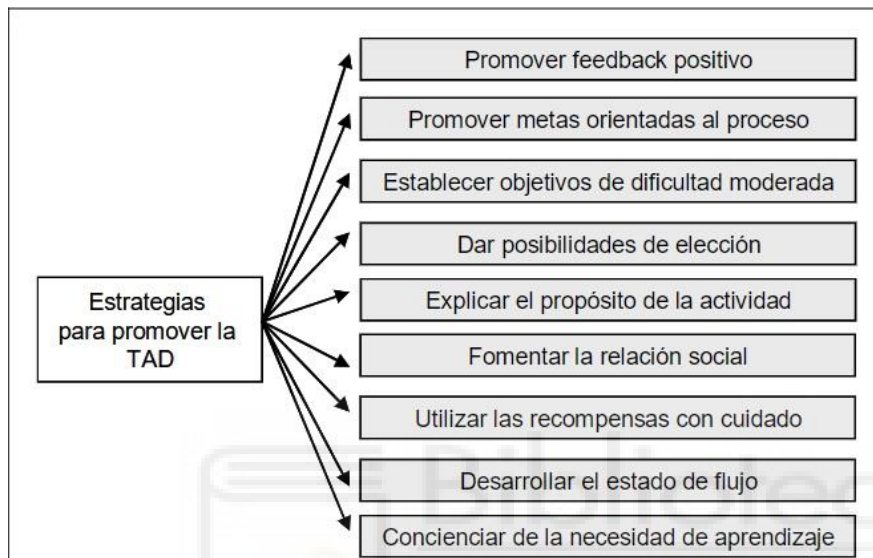 Promover feedback positivo
Promover metas orientadas al proceso
Establecer objetivos de dificultad moderada
Dar posibilidades de elección
Estrategias
para promover la
TAD
Explicar el propósito de la actividad
Fomentar la relación social
Utilizar las recompensas con cuidado
Desarrollar el estado de flujo
Concienciar de la necesidad de aprendizaje